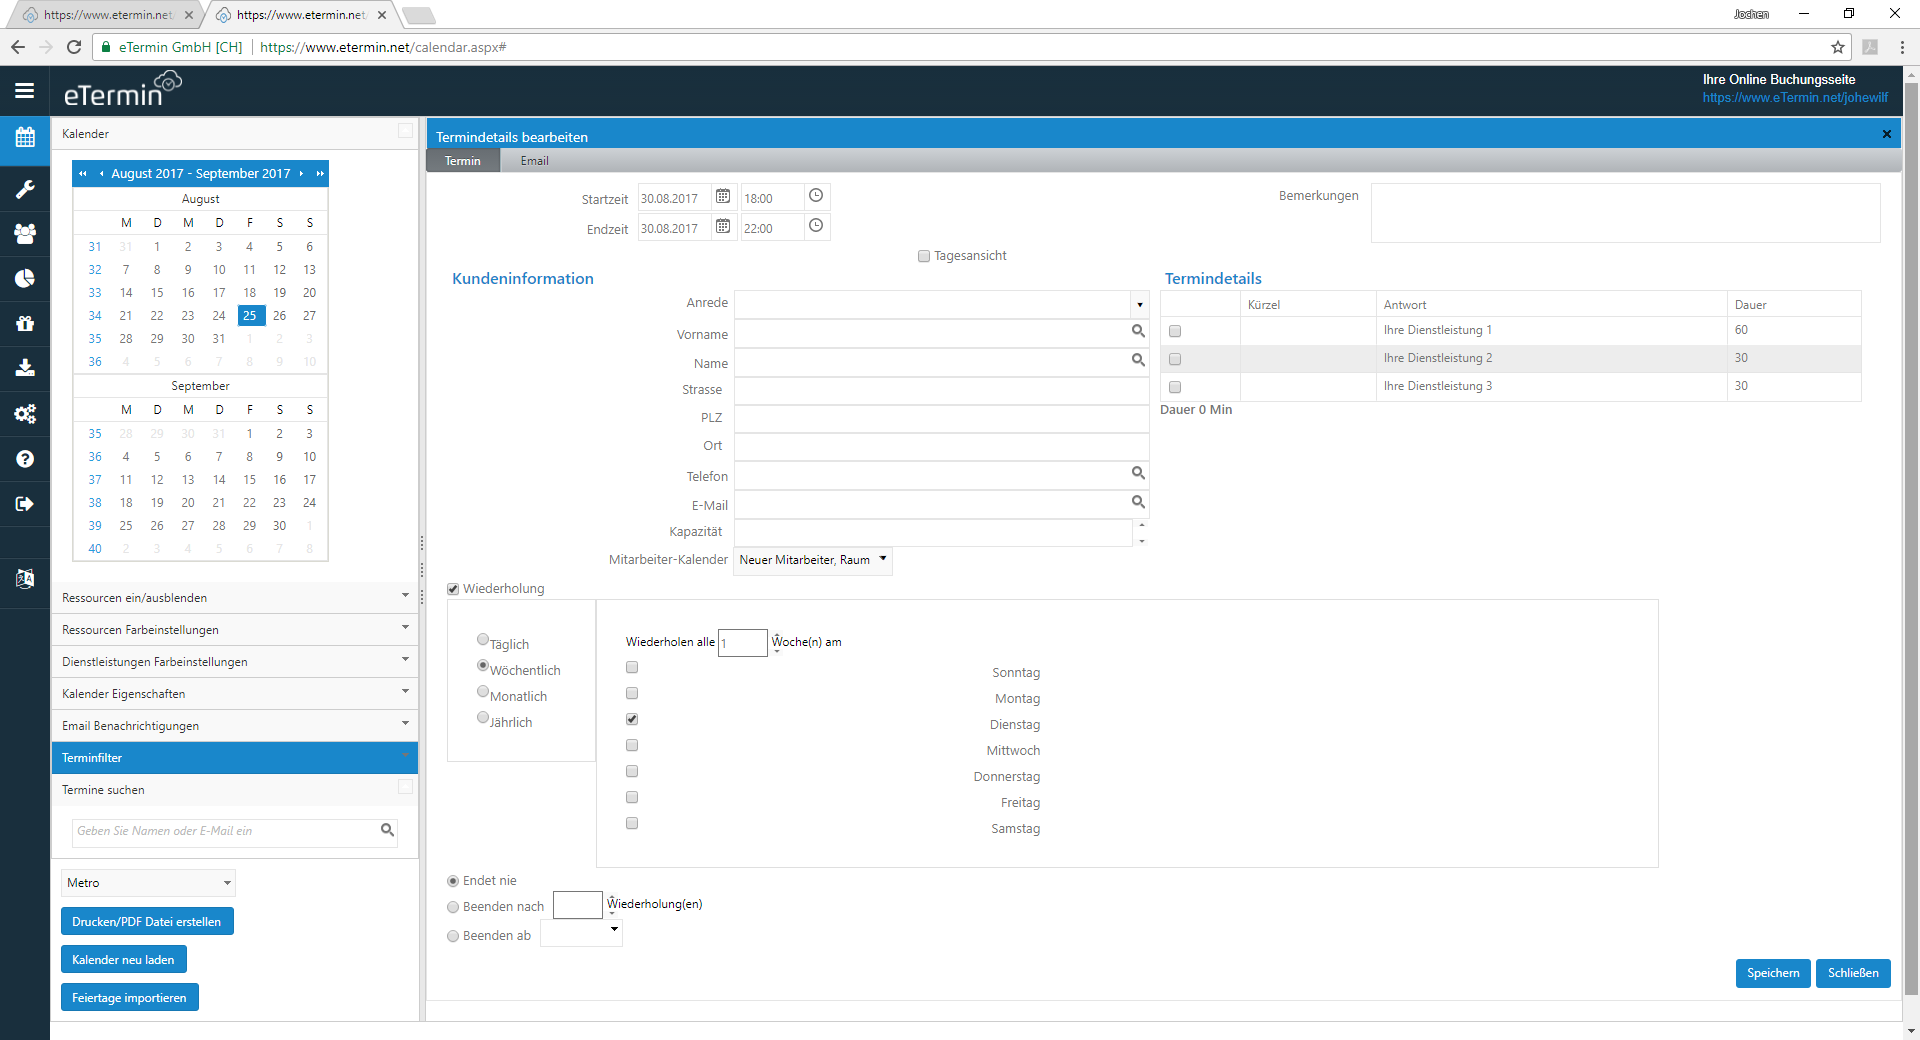 https://www.etermin.net/
https://www.etermin.net/
Jochen
eTermin GmbH [CH]
https://www.etermin.net/calendar.aspx#
eTermin
Ihre Online Buchungsseite
https://www.eTermin.net/johewilf
Kalender
August 2017 - September 2017
August
M D M D F S S
31 31 1 2 3 4 5 6
32 7 8 9 10 11 12 13
33 14 15 16 17 18 19 20
34 21 22 23 24 25 26 27
35 28 29 30 31 1 2 3
36 4 5 6 7 8 9 10
September
M D M D F S S
35 28 29 30 31 1 2 3
36 4 5 6 7 8 9 10
37 11 12 13 14 15 16 17
38 18 19 20 21 22 23 24
39 25 26 27 28 29 30 1
40 2 3 4 5 6 7 8
Ressourcen ein/ausblenden
Ressourcen Farbeinstellungen
Dienstleistungen Farbeinstellungen
Kalender Eigenschaften
Email Benachrichtigungen
Terminfilter
Termine suchen
Geben Sie Namen oder E-Mail ein
Metro
Drucken/PDF Datei erstellen
Kalender neu laden
Feiertage importieren
Termindetails bearbeiten
Termin Email
Startzeit 30.08.2017 18:00
Endzeit 30.08.2017 22:00
Bemerkungen
Tagesansicht
Kundeninformation
Anrede
Vorname
Name
Strasse
PLZ
Ort
Telefon
E-Mail
Kapazität
Mitarbeiter-Kalender Neuer Mitarbeiter, Raum
Termindetails
Kürzel Antwort Dauer
Ihre Dienstleistung 1 60
Ihre Dienstleistung 2 30
Ihre Dienstleistung 3 30
Dauer 0 Min
Wiederholung
Täglich
Wöchentlich
Monatlich
Jährlich
Wiederholen alle 1 Woche(n) am
Sonntag
Montag
Dienstag
Mittwoch
Donnerstag
Freitag
Samstag
Endet nie
Beenden nach Wiederholung(en)
Beenden ab
Speichern Schließen